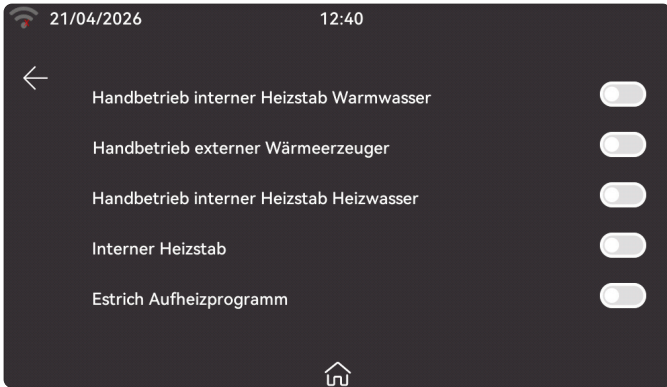 21/04/2026 12:40
Handbetrieb interner Heizstab Warmwasser
Handbetrieb externer Wärmeerzeuger
Handbetrieb interner Heizstab Heizwasser
Interner Heizstab
Estrich Aufheizprogramm